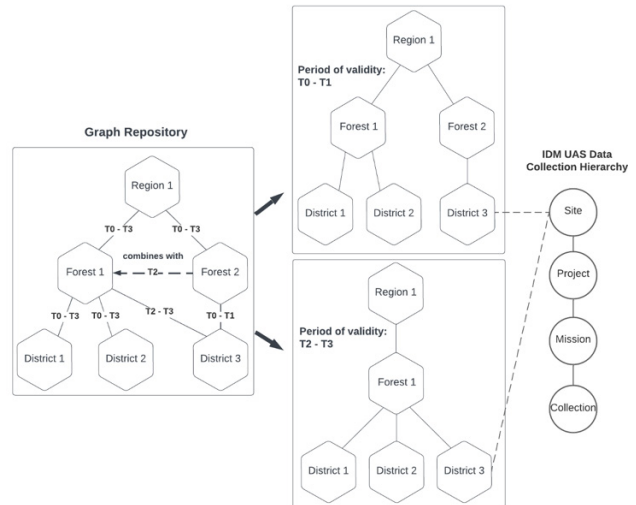 Graph Repository
Region 1
T0 - T3
T0 - T3
combines with
Forest 1
T2
Forest 2
T0 - T3
T0 - T3
T2 - T3
T0 - T1
District 1
District 2
District 3
Region 1
Period of validity:
T0 - T1
Forest 1
Forest 2
District 1
District 2
District 3
Region 1
Period of validity:
T2 - T3
Forest 1
District 1
District 2
District 3
IDM UAS Data
Collection Hierarchy
Site
Project
Mission
Collection